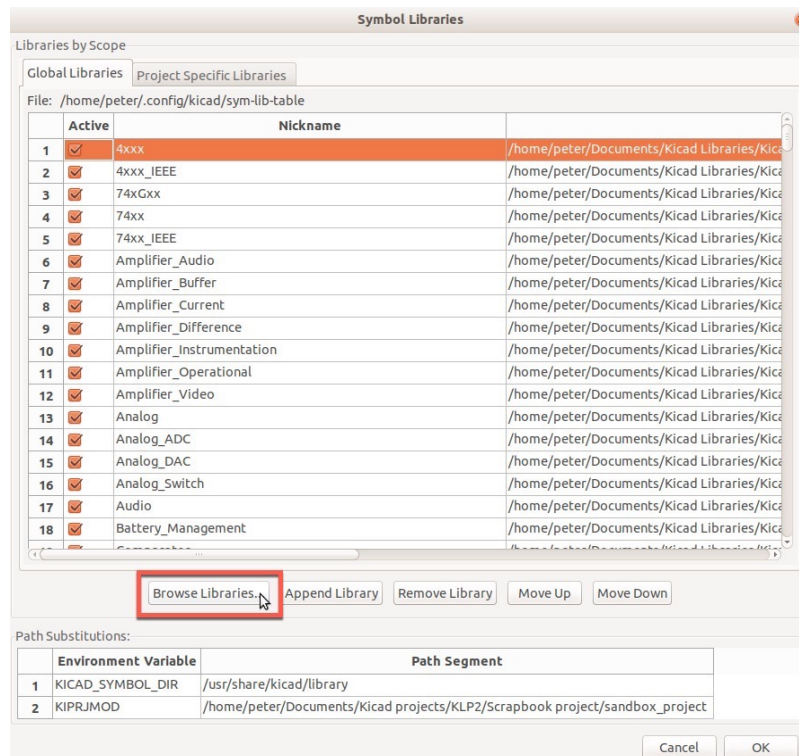 Symbol Libraries
Libraries by Scope
Global Libraries Project Specific Libraries
File: /home/peter/.config/kicad/sym-lib-table
Active Nickname
1 4xxx /home/peter/Documents/Kicad Libraries/Kica
2 4xxx_IEEE /home/peter/Documents/Kicad Libraries/Kica
3 74xGxx /home/peter/Documents/Kicad Libraries/Kica
4 74xx /home/peter/Documents/Kicad Libraries/Kica
5 74xx_IEEE /home/peter/Documents/Kicad Libraries/Kica
6 Amplifier_Audio /home/peter/Documents/Kicad Libraries/Kica
7 Amplifier_Buffer /home/peter/Documents/Kicad Libraries/Kica
8 Amplifier_Current /home/peter/Documents/Kicad Libraries/Kica
9 Amplifier_Difference /home/peter/Documents/Kicad Libraries/Kica
10 Amplifier_Instrumentation /home/peter/Documents/Kicad Libraries/Kica
11 Amplifier_Operational /home/peter/Documents/Kicad Libraries/Kica
12 Amplifier_Video /home/peter/Documents/Kicad Libraries/Kica
13 Analog /home/peter/Documents/Kicad Libraries/Kica
14 Analog_ADC /home/peter/Documents/Kicad Libraries/Kica
15 Analog_DAC /home/peter/Documents/Kicad Libraries/Kica
16 Analog_Switch /home/peter/Documents/Kicad Libraries/Kica
17 Audio /home/peter/Documents/Kicad Libraries/Kica
18 Battery_Management /home/peter/Documents/Kicad Libraries/Kica
Browse Libraries... Append Library Remove Library Move Up Move Down
Path Substitutions:
Environment Variable Path Segment
1 KICAD_SYMBOL_DIR /usr/share/kicad/library
2 KIPRJMOD /home/peter/Documents/Kicad projects/KLP2/Scrapbook project/sandbox_project
Cancel OK